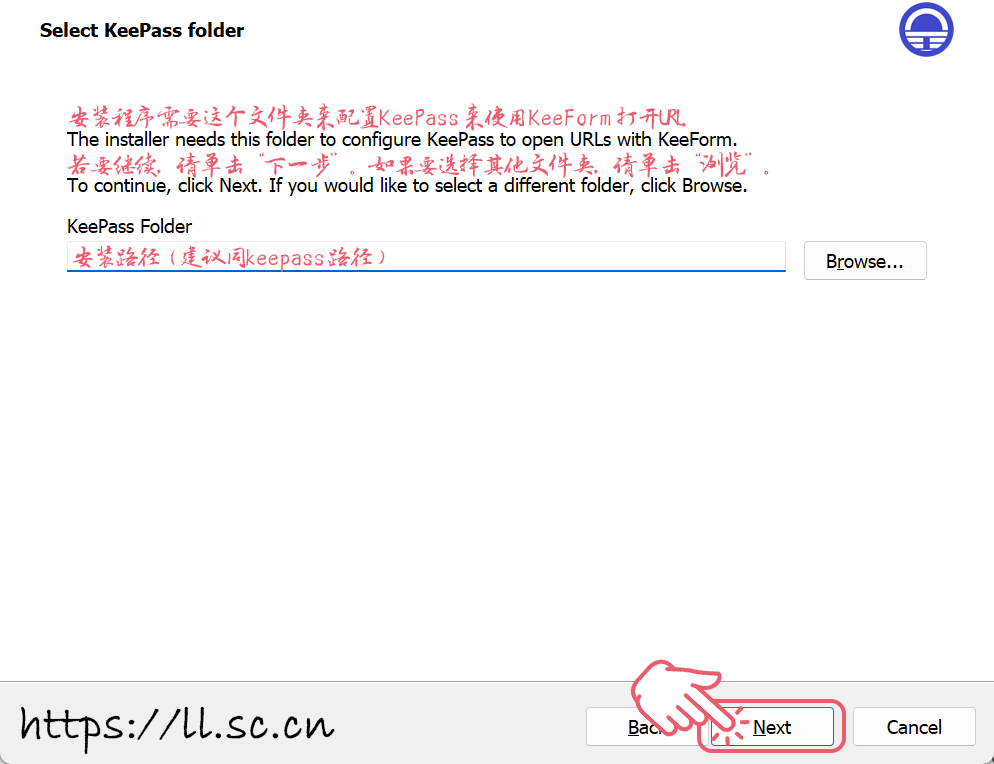 Select KeePass folder
安装程序需要这个文件夹来配置KeePass来使用KeeForm打开URL
The installer needs this folder to configure KeePass to open URLs with KeeForm.
若要继续，请单击“下一步”。如果要选择其他文件夹，请单击“浏览”。
To continue, click Next. If you would like to select a different folder, click Browse.
KeePass Folder
安装路径（建议同keepass路径）
Browse...
https://ll.sc.cn
Next
Cancel